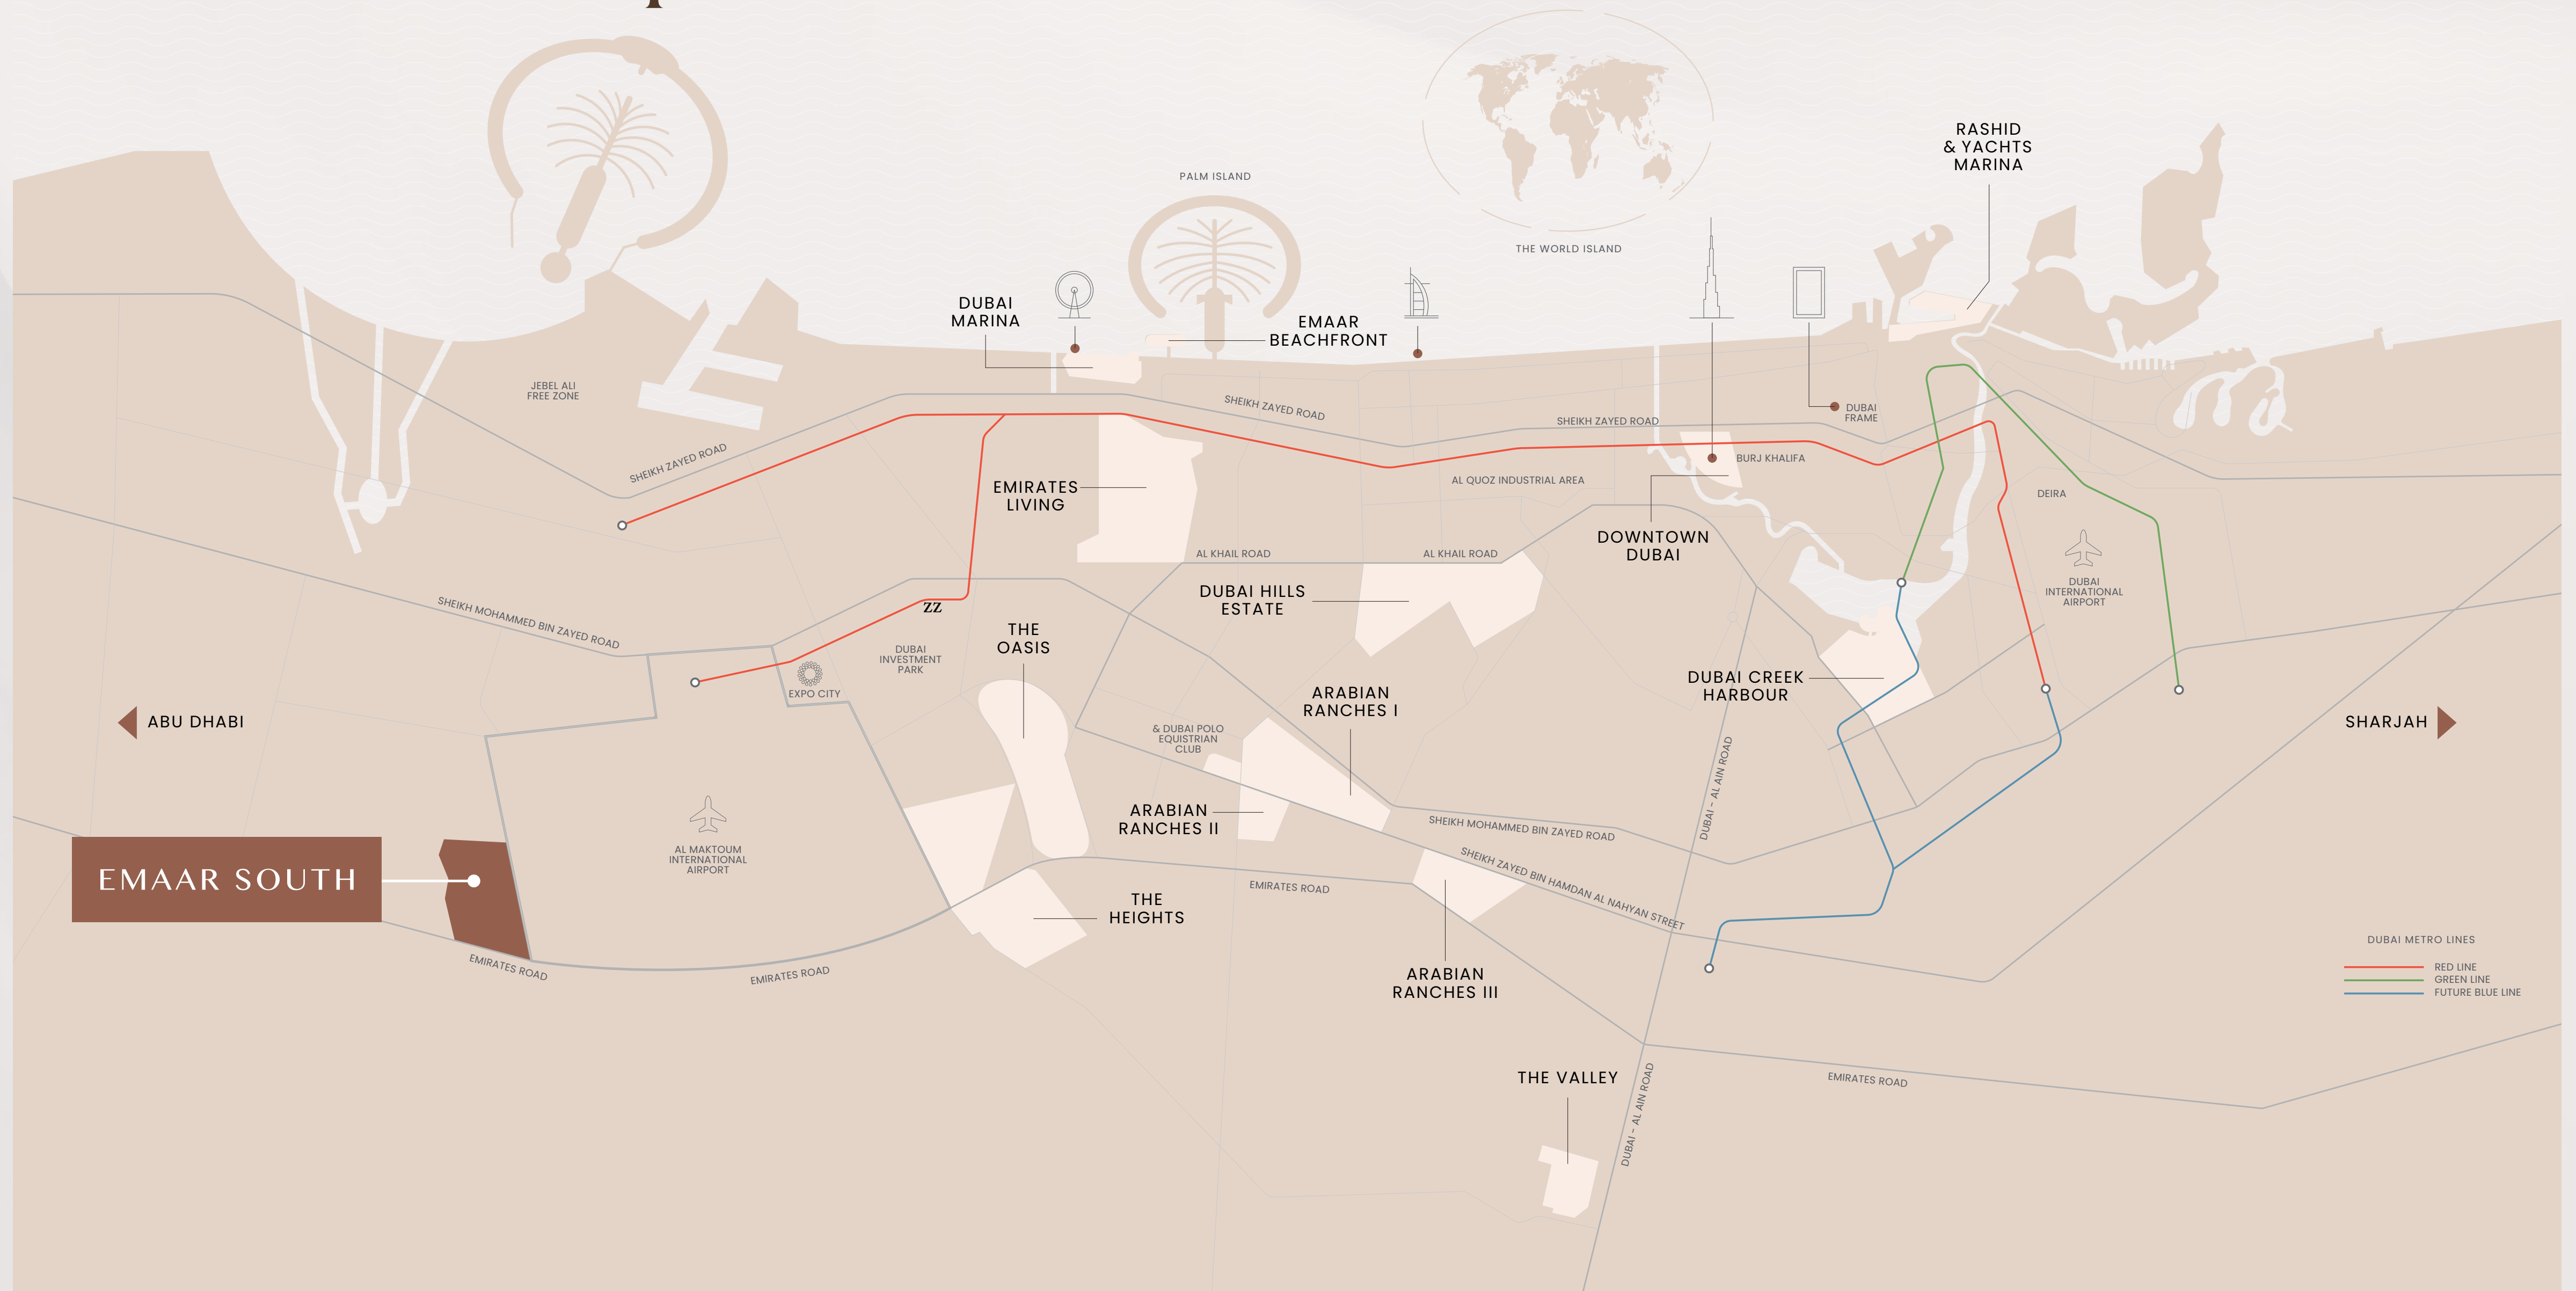 RASHID
& YACHTS
MARINA
PALM ISLAND
THE WORLD ISLAND
DUBAI
MARINA
EMAAR
BEACHFRONT
JEBEL ALI
FREE ZONE
SHEIKH ZAYED ROAD
SHEIKH ZAYED ROAD
SHEIKH ZAYED ROAD
DUBAI
FRAME
BURJ KHALIFA
AL QUOZ INDUSTRIAL AREA
EMIRATES
LIVING
DEIRA
DOWNTOWN
DUBAI
AL KHAIL ROAD
AL KHAIL ROAD
DUBAI HILLS
ESTATE
DUBAI
INTERNATIONAL
AIRPORT
SHEIKH MOHAMMED BIN ZAYED ROAD
ZZ
THE
OASIS
DUBAI
INVESTMENT
PARK
EXPO CITY
DUBAI CREEK
HARBOUR
ARABIAN
RANCHES I
ABU DHABI
SHARJAH
& DUBAI POLO
EQUISTRIAN
CLUB
DUBAI - AL AIN ROAD
ARABIAN
RANCHES II
SHEIKH MOHAMMED BIN ZAYED ROAD
AL MAKTOUM
INTERNATIONAL
AIRPORT
EMAAR SOUTH
SHEIKH ZAYED BIN HAMDAN AL NAHYAN STREET
EMIRATES ROAD
THE
HEIGHTS
EMIRATES ROAD
EMIRATES ROAD
ARABIAN
RANCHES III
DUBAI METRO LINES
RED LINE
GREEN LINE
FUTURE BLUE LINE
THE VALLEY
DUBAI - AL AIN ROAD
EMIRATES ROAD